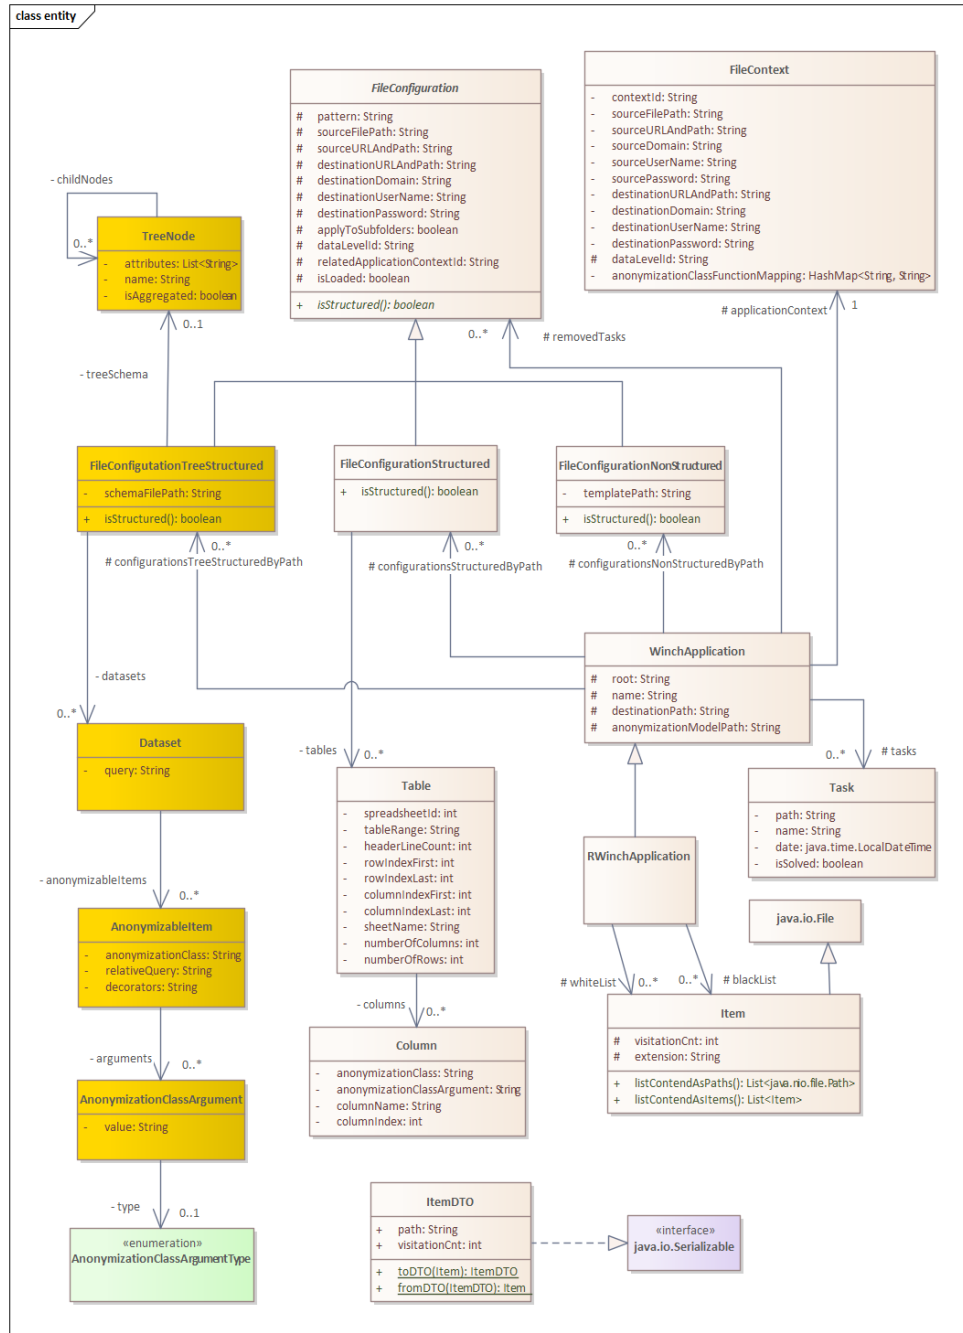 class entity
FileConfiguration
# pattern: String
# sourceFilePath: String
# sourceURLAndPath: String
# destinationURLAndPath: String
# destinationDomain: String
# destinationUserName: String
# destinationPassword: String
# applyToSubfolders: boolean
# dataLevelId: String
# relatedApplicationContextId: String
# isLoaded: boolean
+ isStructured(): boolean
FileContext
- contextId: String
- sourceFilePath: String
- sourceURLAndPath: String
- sourceDomain: String
- sourceUserName: String
- sourcePassword: String
- destinationURLAndPath: String
- destinationDomain: String
- destinationUserName: String
- destinationPassword: String
# dataLevelId: String
- anonymizationClassFunctionMapping: HashMap<String, String>
- childNodes
0..*
TreeNode
- attributes: List<String>
- name: String
- isAggregated: boolean
0..1
- treeSchema
0..*
# removedTasks
# applicationContext
1
FileConfigutationTreeStructured
- schemaFilePath: String
+ isStructured(): boolean
FileConfigurationStructured
+ isStructured(): boolean
FileConfigurationNonStructured
- templatePath: String
+ isStructured(): boolean
0..*
# configurationsTreeStructuredByPath
0..*
# configurationsStructuredByPath
0..*
# configurationsNonStructuredByPath
WinchApplication
# root: String
# name: String
# destinationPath: String
# anonymizationModelPath: String
- datasets
0..*
Dataset
- query: String
- tables
0..*
Table
- spreadsheetId: int
- tableRange: String
- headerLineCount: int
- rowIndexFirst: int
- rowIndexLast: int
- columnIndexFirst: int
- columnIndexLast: int
- sheetName: String
- numberOfColumns: int
- numberOfRows: int
# tasks
0..*
Task
- path: String
- name: String
- date: java.time.LocalDateTime
- isSolved: boolean
RWinchApplication
- anonymizableItems
0..*
AnonymizableItem
- anonymizationClass: String
- relativeQuery: String
- decorators: String
java.io.File
# whiteList
0..*
0..*
# blackList
Item
# visitationCnt: int
# extension: String
+ listContendAsPaths(): List<java.nio.file.Path>
+ listContendAsItems(): List<Item>
- columns
0..*
Column
- anonymizationClass: String
- anonymizationClassArgument: String
- columnName: String
- columnIndex: int
- arguments
0..*
AnonymizationClassArgument
- value: String
- type
0..1
«enumeration»
AnonymizationClassArgumentType
ItemDTO
+ path: String
+ visitationCnt: int
+ toDTO(Item): ItemDTO
+ fromDTO(ItemDTO): Item
«interface»
java.io.Serializable